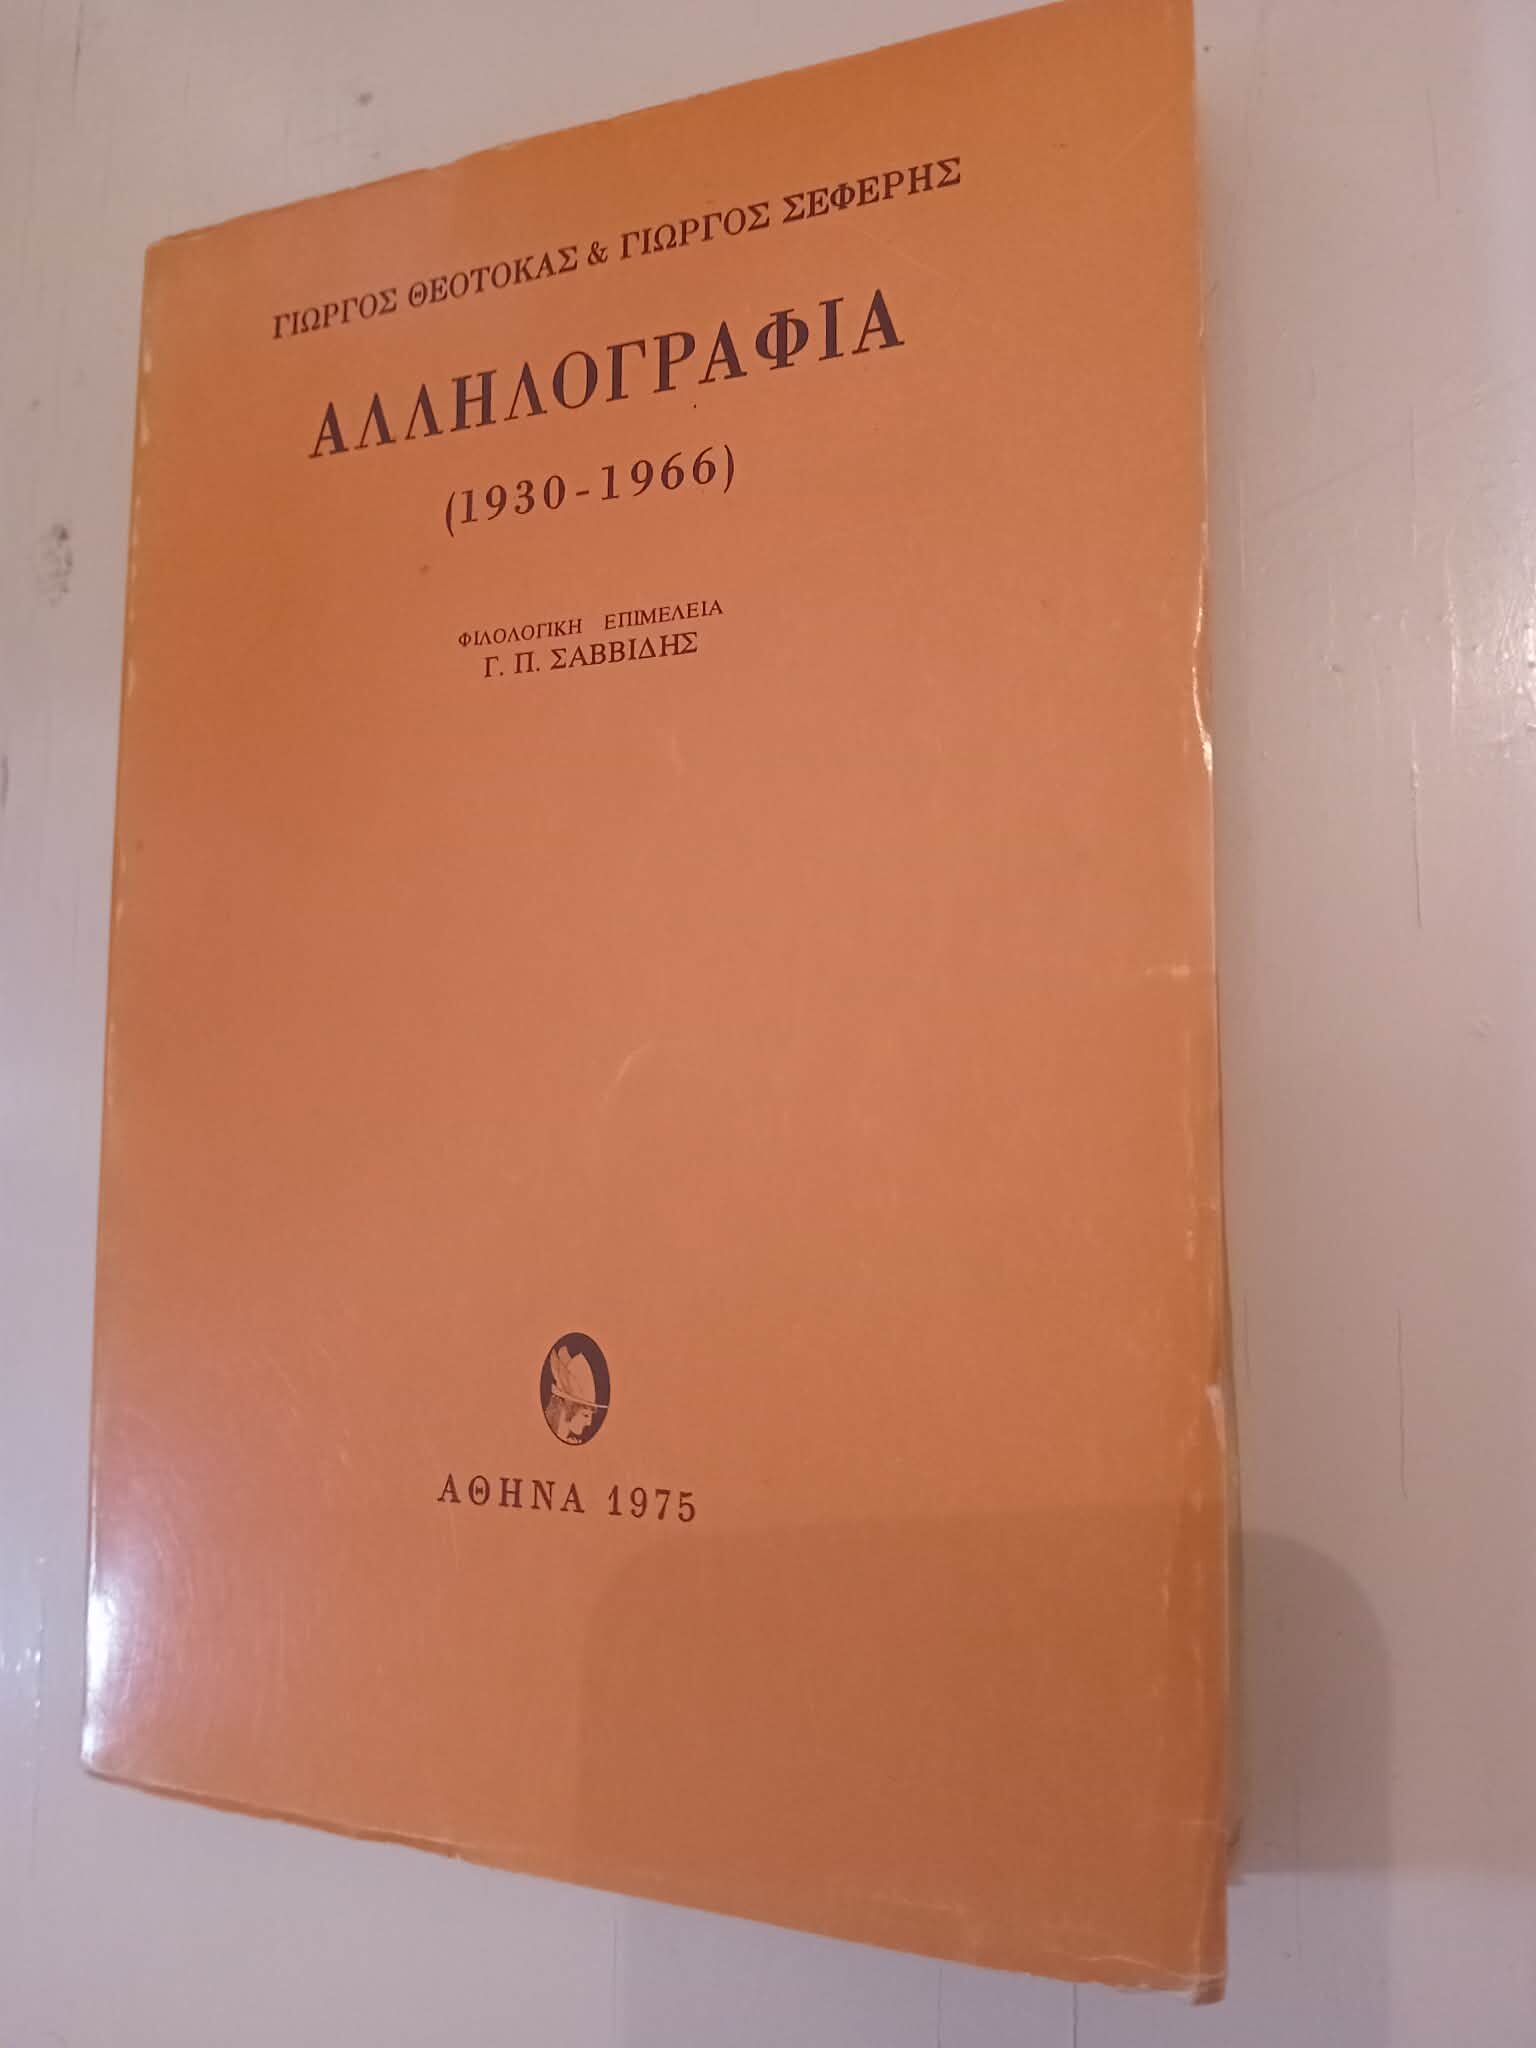 ΓΙΩΡΓΟΣ ΘΕΟΤΟΚΑΣ & ΓΙΩΡΓΟΣ ΣΕΦΕΡΗΣ
ΑΛΛΗΛΟΓΡΑΦΙΑ
(1930-1966)
ΦΙΛΟΛΟΓΙΚΗ ΕΠΙΜΕΛΕΙΑ
Γ. Π. ΣΑΒΒΙΔΗΣ
ΑΘΗΝΑ 1975